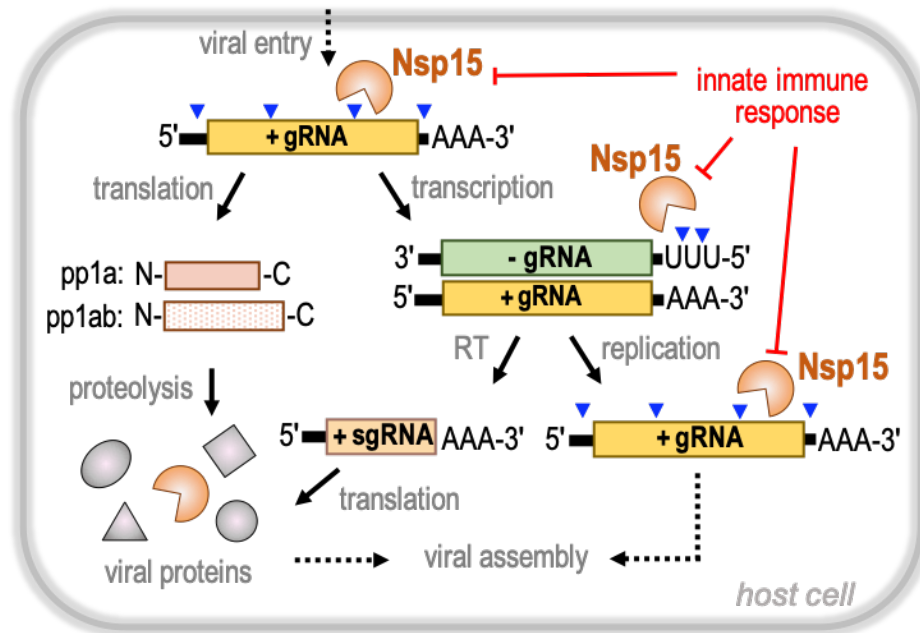 viral entry
Nsp15
innate immune
response
5' + gRNA AAA-3'
Nsp15
translation
transcription
3' - gRNA UUU-5'
pp1a: N- -C
5' + gRNA AAA-3'
pp1ab: N- -C
RT
replication
Nsp15
proteolysis
5' + sgRNA AAA-3'
5' + gRNA AAA-3'
translation
viral proteins
viral assembly
host cell